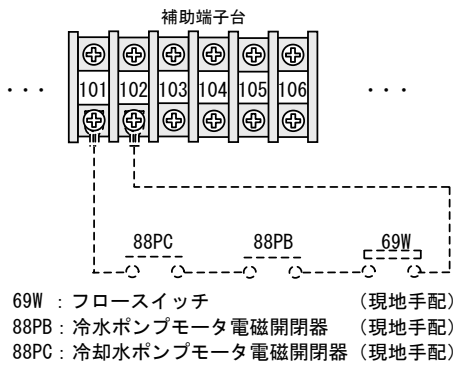 補助端子台
･･･ 101 102 103 104 105 106 ･･･
88PC 88PB 69W
69W ：フロースイッチ （現地手配）
88PB：冷水ポンプモータ電磁開閉器 （現地手配）
88PC：冷却水ポンプモータ電磁開閉器（現地手配）